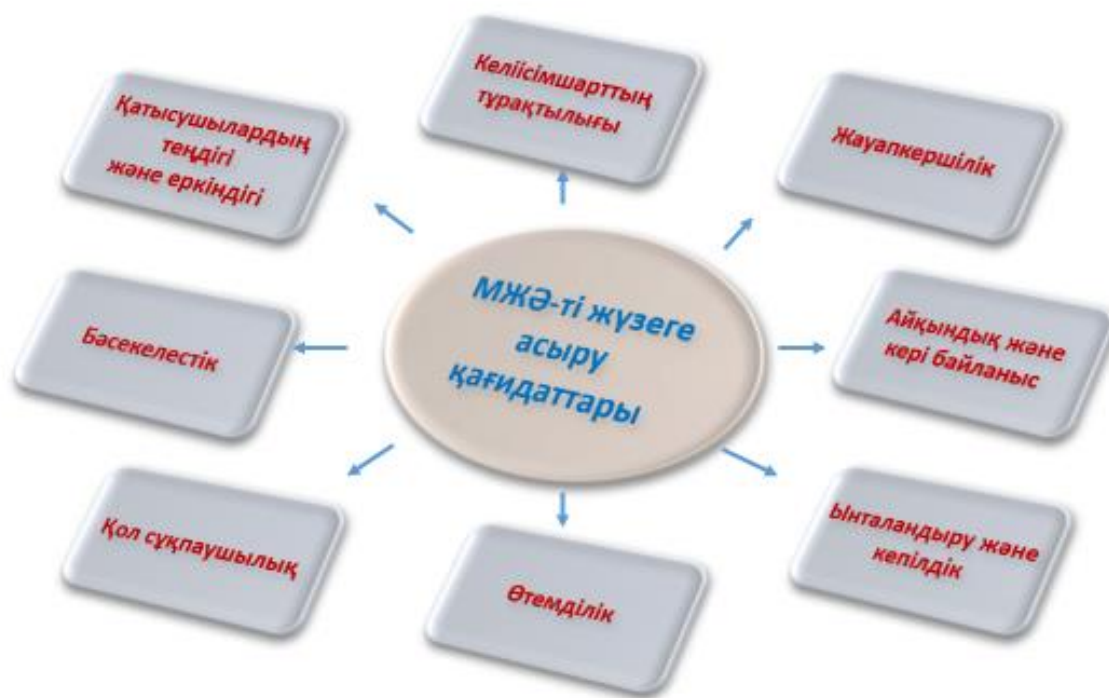 Келіісімшарттың
тұрақтылығы
Қатысушылардың
теңдігі
және еркіндігі
Жауапкершілік
МЖӘ-ті жүзеге
асыру
қағидаттары
Бәсекелестік
Айқындық және
кері байланыс
Қол сұқпаушылық
Өтемділік
Ынталандыру және
кепілдік